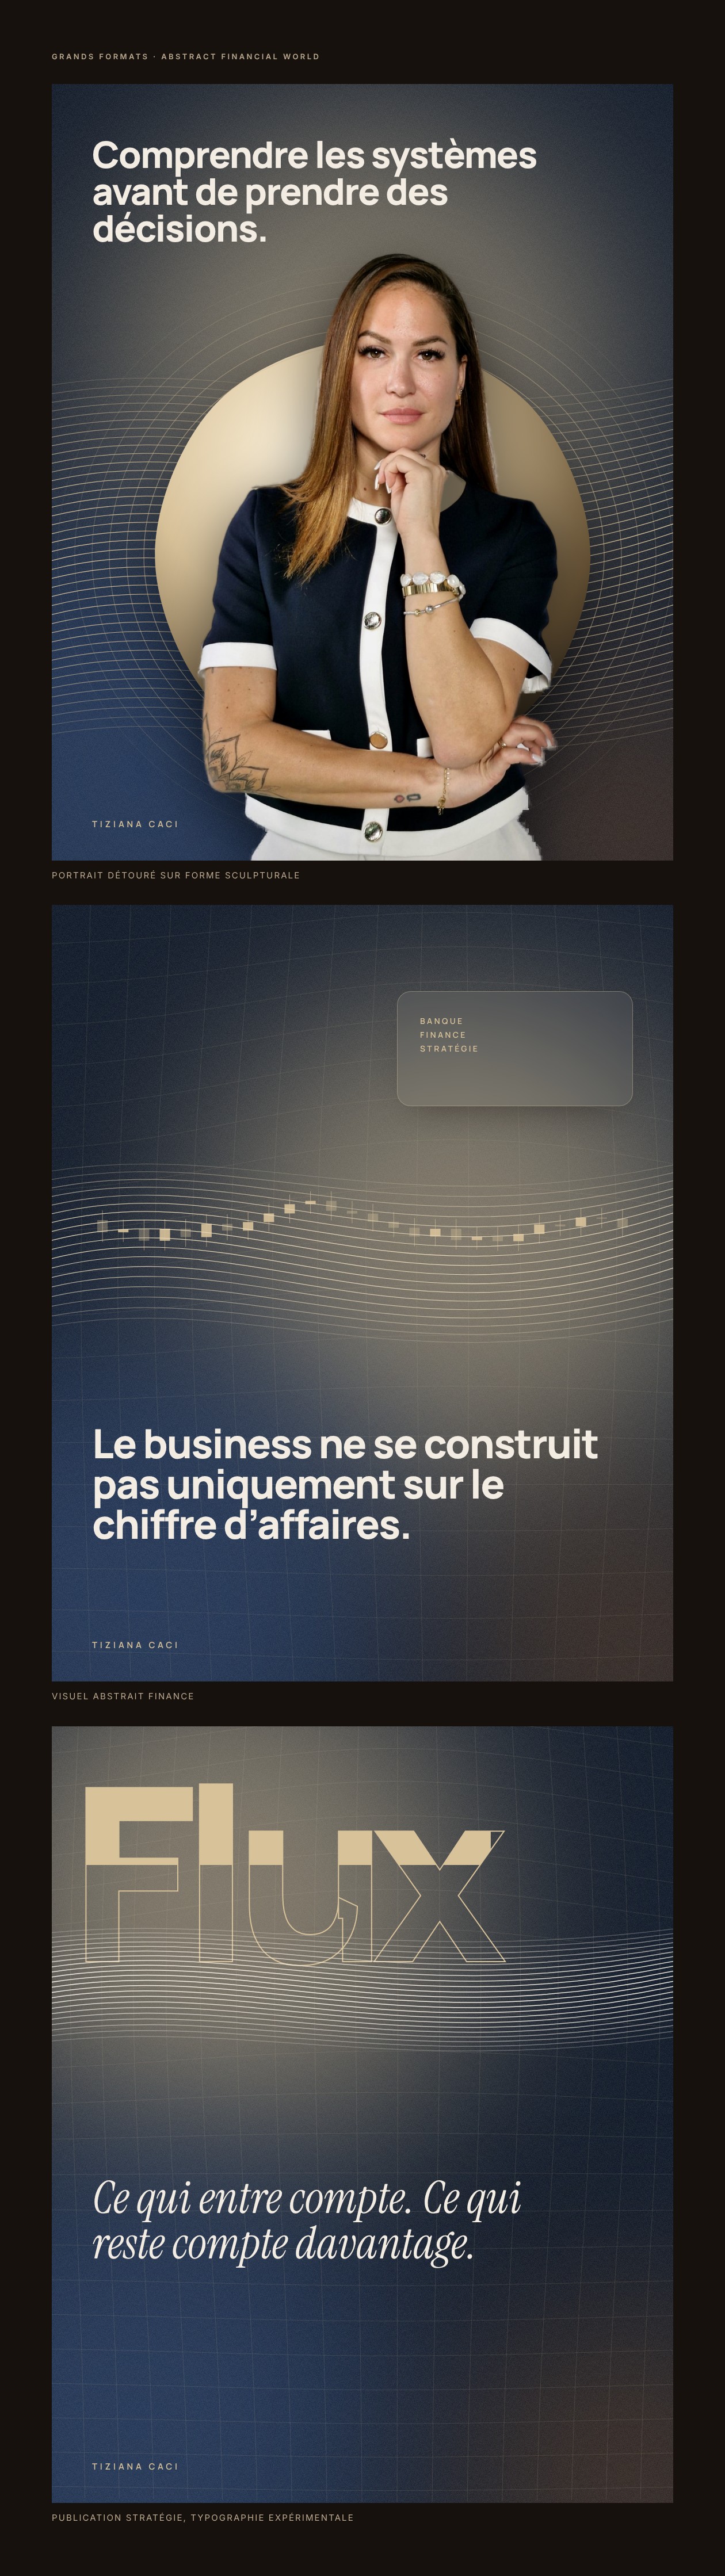 GRANDS FORMATS · ABSTRACT FINANCIAL WORLD
Comprendre les systèmes
avant de prendre des
décisions.
TIZIANA CACI
PORTRAIT DÉTOURÉ SUR FORME SCULPTURALE
BANQUE
FINANCE
STRATÉGIE
Le business ne se construit
pas uniquement sur le
chiffre d’affaires.
TIZIANA CACI
VISUEL ABSTRAIT FINANCE
Flux
Ce qui entre compte. Ce qui
reste compte davantage.
TIZIANA CACI
PUBLICATION STRATÉGIE, TYPOGRAPHIE EXPÉRIMENTALE